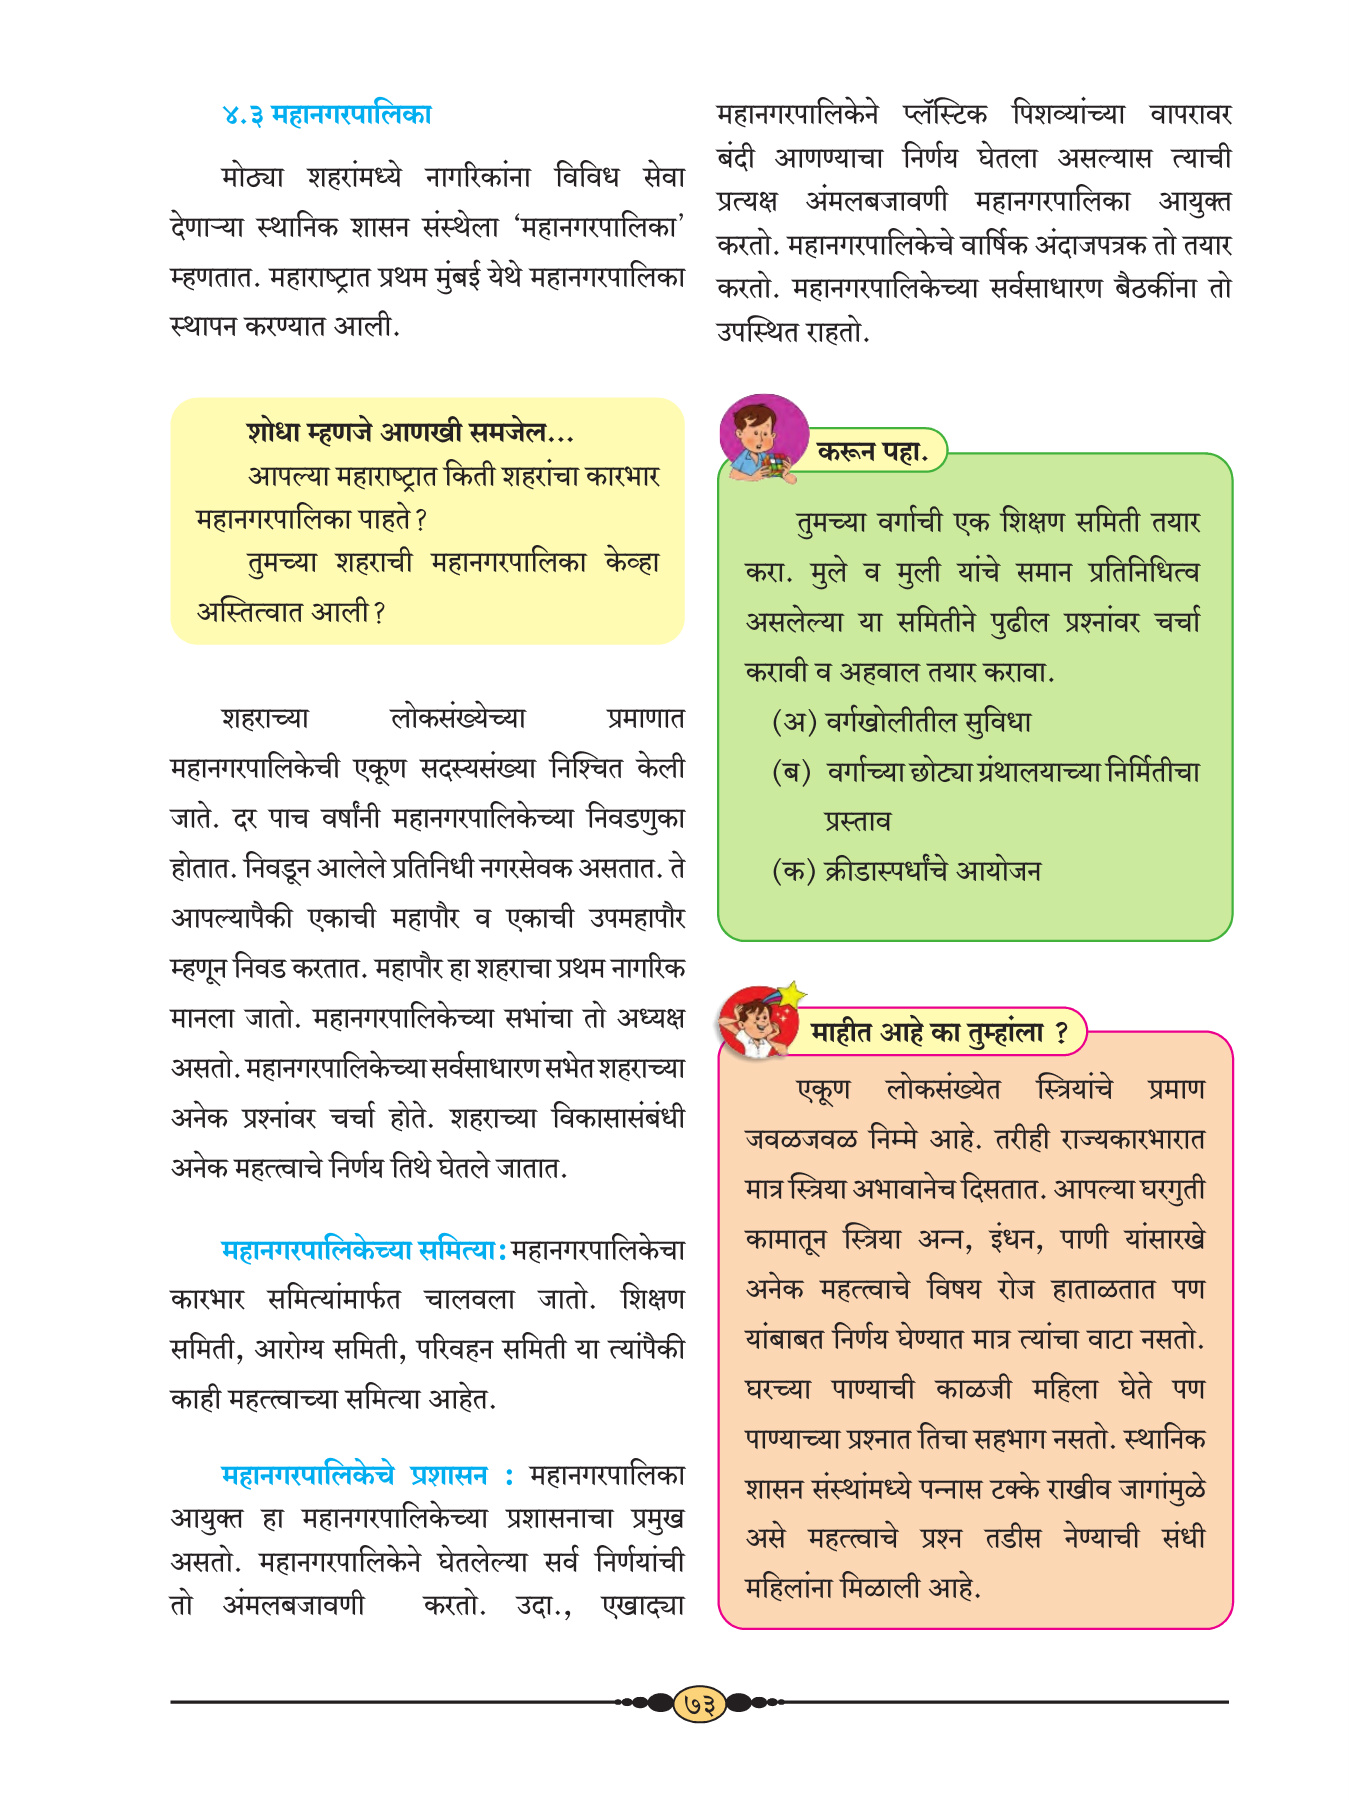 ४.३ महानगरपालिका
मोठ्या शहरांमध्ये नागरिकांना विविध सेवा
देणाऱ्या स्थानिक शासन संस्थेला ‘महानगरपालिका’
म्हणतात. महाराष्ट्रात प्रथम मुंबई येथे महानगरपालिका
स्थापन करण्यात आली.
शोधा म्हणजे आणखी समजेल...
आपल्या महाराष्ट्रात किती शहरांचा कारभार
महानगरपालिका पाहते?
तुमच्या शहराची महानगरपालिका केव्हा
अस्तित्वात आली?
शहराच्या लोकसंख्येच्या प्रमाणात
महानगरपालिकेची एकूण सदस्यसंख्या निश्चित केली
जाते. दर पाच वर्षांनी महानगरपालिकेच्या निवडणुका
होतात. निवडून आलेले प्रतिनिधी नगरसेवक असतात. ते
आपल्यापैकी एकाची महापौर व एकाची उपमहापौर
म्हणून निवड करतात. महापौर हा शहराचा प्रथम नागरिक
मानला जातो. महानगरपालिकेच्या सभांचा तो अध्यक्ष
असतो. महानगरपालिकेच्या सर्वसाधारण सभेत शहराच्या
अनेक प्रश्नांवर चर्चा होते. शहराच्या विकासासंबंधी
अनेक महत्त्वाचे निर्णय तिथे घेतले जातात.
महानगरपालिकेच्या समित्या : महानगरपालिकेचा
कारभार समित्यांमार्फत चालवला जातो. शिक्षण
समिती, आरोग्य समिती, परिवहन समिती या त्यांपैकी
काही महत्त्वाच्या समित्या आहेत.
महानगरपालिकेचे प्रशासन : महानगरपालिका
आयुक्त हा महानगरपालिकेच्या प्रशासनाचा प्रमुख
असतो. महानगरपालिकेने घेतलेल्या सर्व निर्णयांची
तो अंमलबजावणी करतो. उदा., एखाद्या
महानगरपालिकेने प्लॅस्टिक पिशव्यांच्या वापरावर
बंदी आणण्याचा निर्णय घेतला असल्यास त्याची
प्रत्यक्ष अंमलबजावणी महानगरपालिका आयुक्त
करतो. महानगरपालिकेचे वार्षिक अंदाजपत्रक तो तयार
करतो. महानगरपालिकेच्या सर्वसाधारण बैठकींना तो
उपस्थित राहतो.
करून पहा.
तुमच्या वर्गाची एक शिक्षण समिती तयार
करा. मुले व मुली यांचे समान प्रतिनिधित्व
असलेल्या या समितीने पुढील प्रश्नांवर चर्चा
करावी व अहवाल तयार करावा.
(अ) वर्गखोलीतील सुविधा
(ब) वर्गाच्या छोट्या ग्रंथालयाच्या निर्मितीचा
प्रस्ताव
(क) क्रीडास्पर्धांचे आयोजन
माहीत आहे का तुम्हांला ?
एकूण लोकसंख्येत स्त्रियांचे प्रमाण
जवळजवळ निम्मे आहे. तरीही राज्यकारभारात
मात्र स्त्रिया अभावानेच दिसतात. आपल्या घरगुती
कामातून स्त्रिया अन्न, इंधन, पाणी यांसारखे
अनेक महत्त्वाचे विषय रोज हाताळतात पण
यांबाबत निर्णय घेण्यात मात्र त्यांचा वाटा नसतो.
घरच्या पाण्याची काळजी महिला घेते पण
पाण्याच्या प्रश्नात तिचा सहभाग नसतो. स्थानिक
शासन संस्थांमध्ये पन्नास टक्के राखीव जागांमुळे
असे महत्त्वाचे प्रश्न तडीस नेण्याची संधी
महिलांना मिळाली आहे.
७३